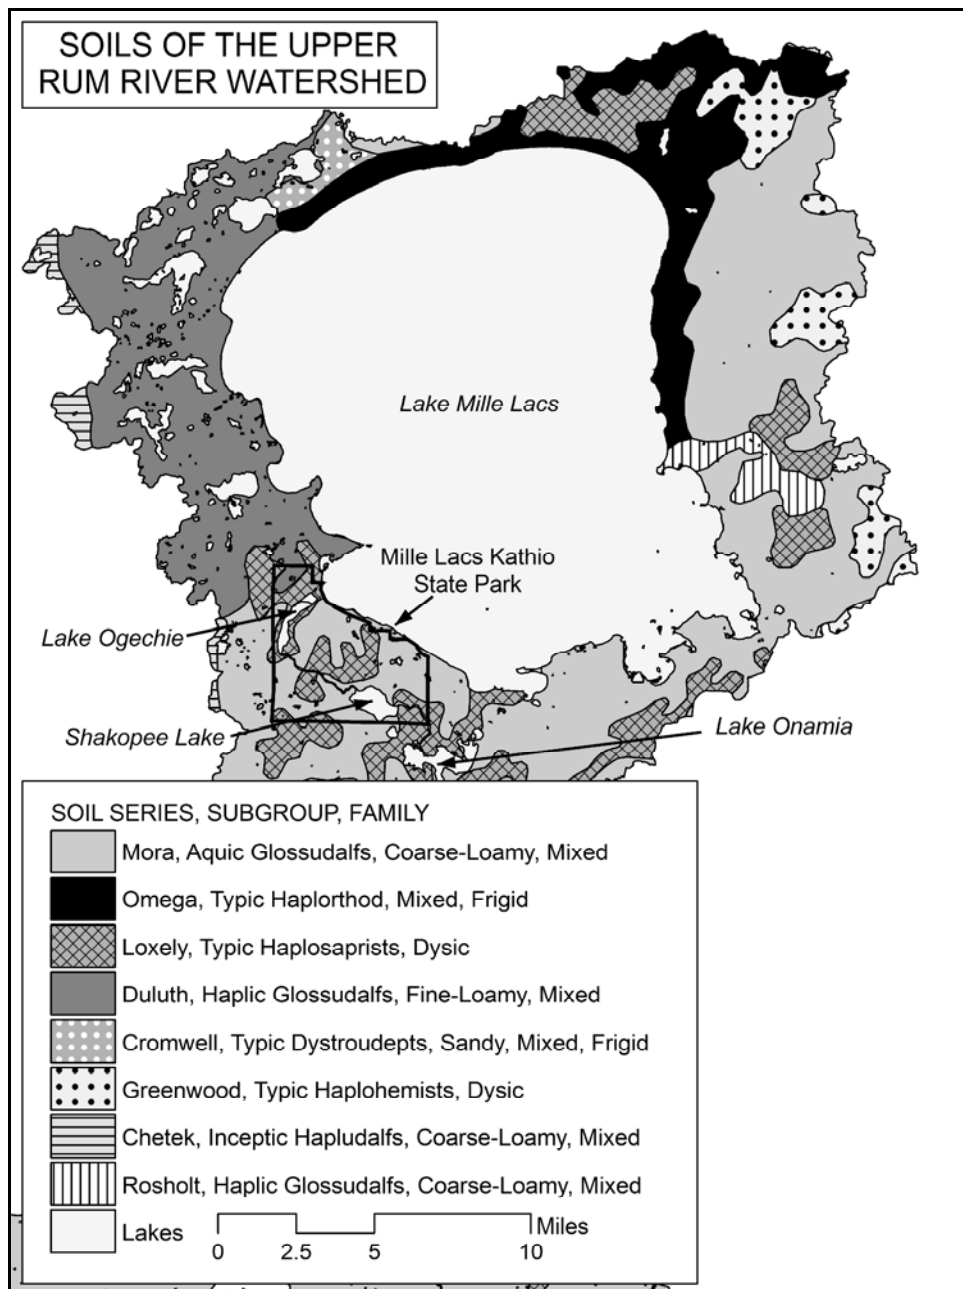 SOILS OF THE UPPER
RUM RIVER WATERSHED
Lake Mille Lacs
Mille Lacs Kathio
State Park
Lake Ogechie
Shakopee Lake
Lake Onamia
SOIL SERIES, SUBGROUP, FAMILY
Mora, Aquic Glossudalfs, Coarse-Loamy, Mixed
Omega, Typic Haplorthod, Mixed, Frigid
Loxely, Typic Haplosaprists, Dysic
Duluth, Haplic Glossudalfs, Fine-Loamy, Mixed
Cromwell, Typic Dystroudepts, Sandy, Mixed, Frigid
Greenwood, Typic Haplohemists, Dysic
Chetek, Inceptic Hapludalfs, Coarse-Loamy, Mixed
Rosholt, Haplic Glossudalfs, Coarse-Loamy, Mixed
Lakes
Miles
0 2.5 5 10